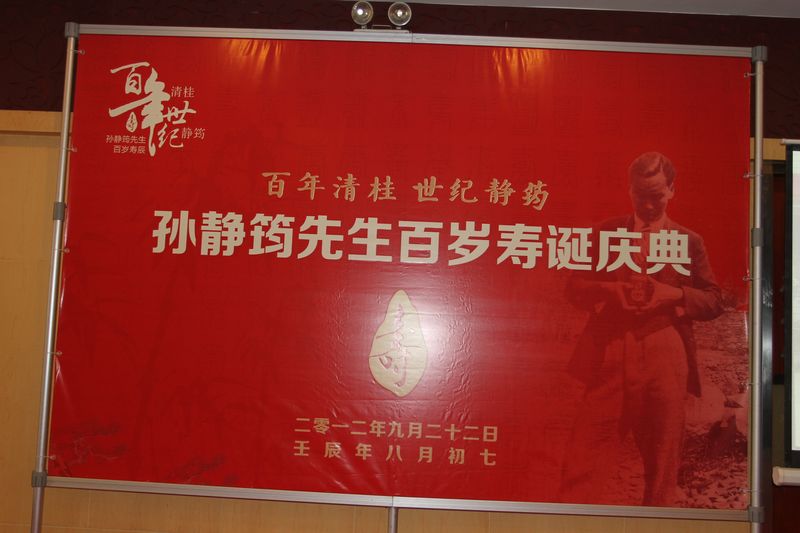 百年世纪
清桂
静筠
孙静筠先生
百岁寿辰
百年清桂 世纪静筠
孙静筠先生百岁寿诞庆典
二零一二年九月二十二日
壬辰年八月初七